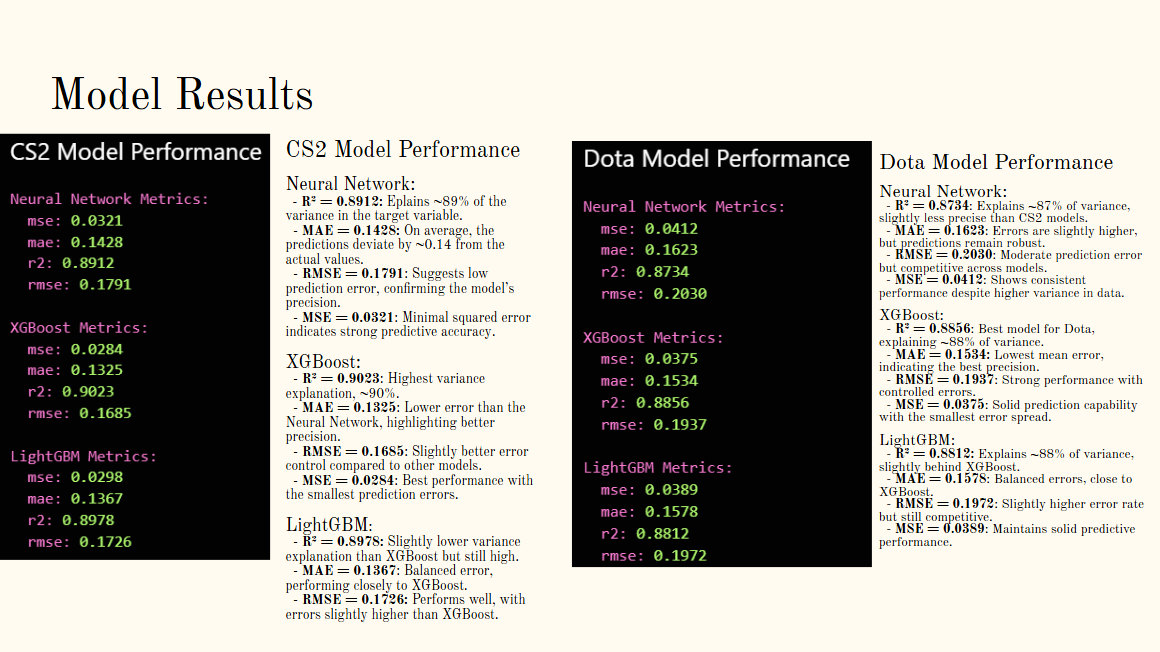 Model Results
CS2 Model Performance
Neural Network Metrics:
mse: 0.0321
mae: 0.1428
r2: 0.8912
rmse: 0.1791
XGBoost Metrics:
mse: 0.0284
mae: 0.1325
r2: 0.9023
rmse: 0.1685
LightGBM Metrics:
mse: 0.0298
mae: 0.1367
r2: 0.8978
rmse: 0.1726
CS2 Model Performance
Neural Network:
- R² = 0.8912: Eplains ~89% of the
variance in the target variable.
- MAE = 0.1428: On average, the
predictions deviate by ~0.14 from the
actual values.
- RMSE = 0.1791: Suggests low
prediction error, confirming the model's
precision.
- MSE = 0.0321: Minimal squared error
indicates strong predictive accuracy.
XGBoost:
- R² = 0.9023: Highest variance
explanation, ~90%.
- MAE = 0.1325: Lower error than the
Neural Network, highlighting better
precision.
- RMSE = 0.1685: Slightly better error
control compared to other models.
- MSE = 0.0284: Best performance with
the smallest prediction errors.
LightGBM:
- R² = 0.8978: Slightly lower variance
explanation than XGBoost but still high.
- MAE = 0.1367: Balanced error,
performing closely to XGBoost.
- RMSE = 0.1726: Performs well, with
errors slightly higher than XGBoost.
Dota Model Performance
Neural Network Metrics:
mse: 0.0412
mae: 0.1623
r2: 0.8734
rmse: 0.2030
XGBoost Metrics:
mse: 0.0375
mae: 0.1534
r2: 0.8856
rmse: 0.1937
LightGBM Metrics:
mse: 0.0389
mae: 0.1578
r2: 0.8812
rmse: 0.1972
Dota Model Performance
Neural Network:
- R² = 0.8734: Explains ~87% of variance,
slightly less precise than CS2 models.
- MAE = 0.1623: Errors are slightly higher,
but predictions remain robust.
- RMSE = 0.2030: Moderate prediction error
but competitive across models.
- MSE = 0.0412: Shows consistent
performance despite higher variance in data.
XGBoost:
- R² = 0.8856: Best model for Dota,
explaining ~88% of variance.
- MAE = 0.1534: Lowest mean error,
indicating the best precision.
- RMSE = 0.1937: Strong performance with
controlled errors.
- MSE = 0.0375: Solid prediction capability
with the smallest error spread.
LightGBM:
- R² = 0.8812: Explains ~88% of variance,
slightly behind XGBoost.
- MAE = 0.1578: Balanced errors, close to
XGBoost.
- RMSE = 0.1972: Slightly higher error rate
but still competitive.
- MSE = 0.0389: Maintains solid predictive
performance.